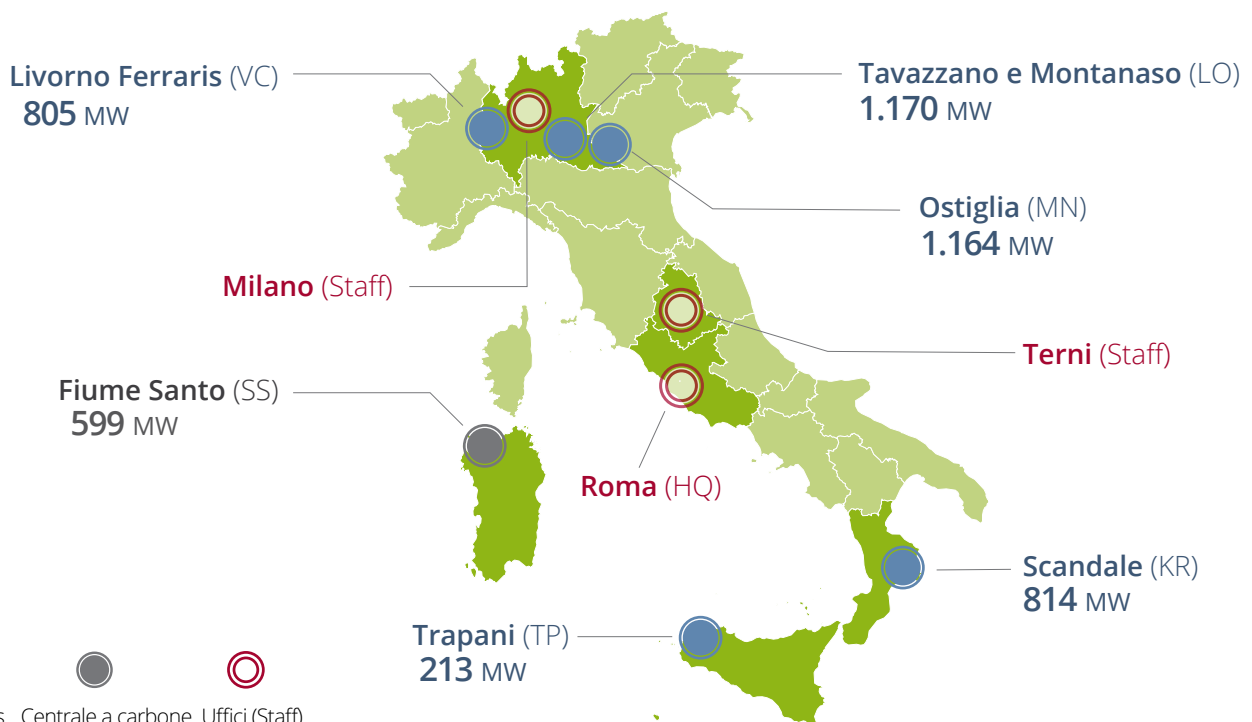 Livorno Ferraris (VC)
805 MW
Tavazzano e Montanaso (LO)
1.170 MW
Ostiglia (MN)
1.164 MW
Milano (Staff)
Terni (Staff)
Fiume Santo (SS)
599 MW
Roma (HQ)
Scandale (KR)
814 MW
Trapani (TP)
213 MW
Centrale a carbone Uffici (Staff)